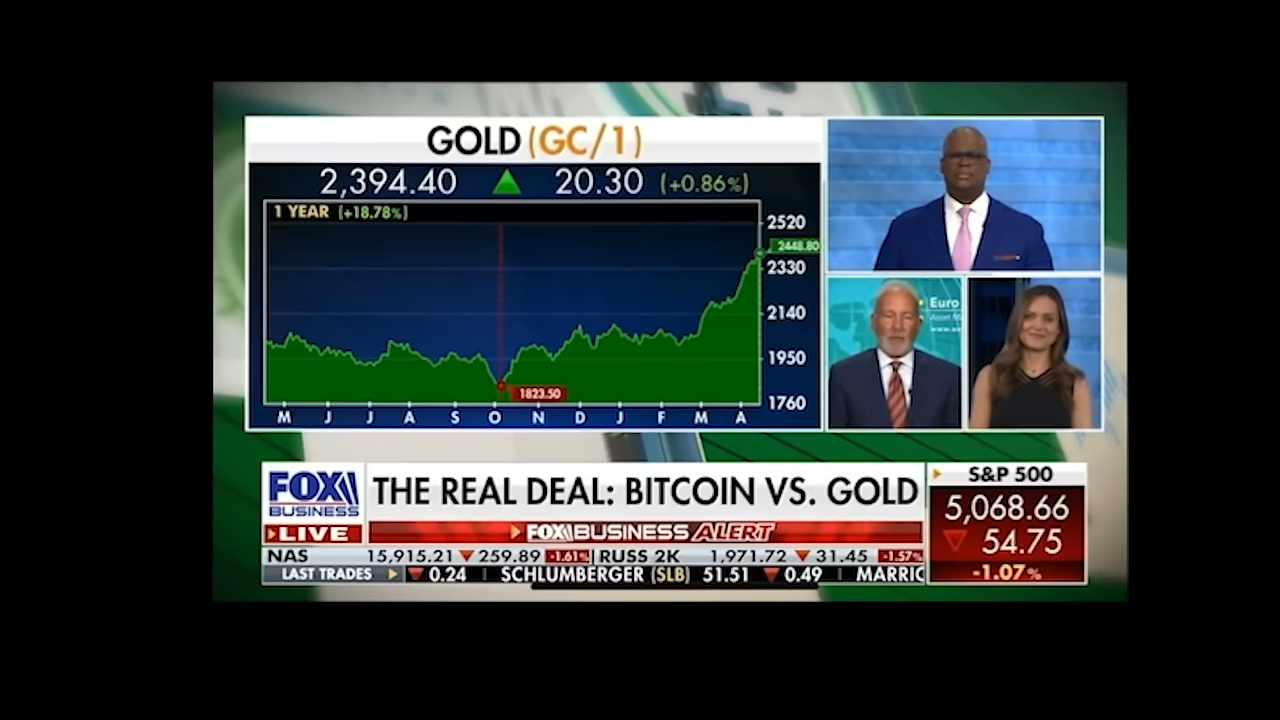 GOLD (GC/1)
2,394.40 ▲ 20.30 (+0.86%)
1 YEAR (+18.78%)
2520
2448.80
2330
2140
1950
1823.50
1760
M J J A S O N D J F M A
Euro
Asset
www.
FOX BUSINESS
LIVE
THE REAL DEAL: BITCOIN VS. GOLD
FOX BUSINESS ALERT
S&P 500
5,068.66
▼ 54.75
-1.07%
NAS 15,915.21 ▼ 259.89 -1.61% RUSS 2K 1,971.72 ▼ 31.45 -1.57%
LAST TRADES ▼ 0.24 | SCHLUMBERGER (SLB) 51.51 ▼ 0.49 | MARRIC